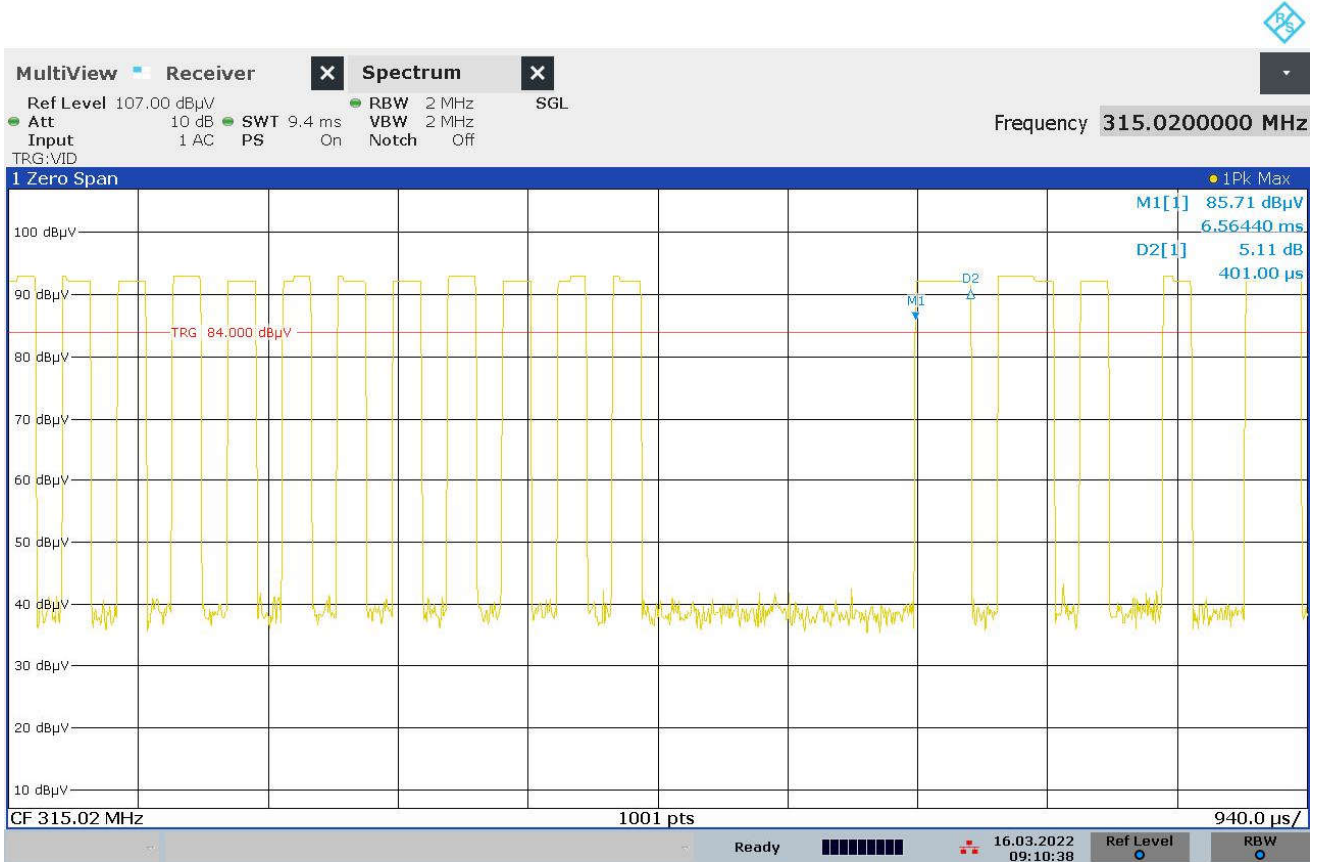 R&S
MultiView Receiver X Spectrum X
Ref Level 107.00 dBµV RBW 2 MHz SGL
Att 10 dB SWT 9.4 ms VBW 2 MHz Frequency 315.0200000 MHz
Input 1 AC PS On Notch Off
TRG:VID
1 Zero Span 1Pk Max
M1[1] 85.71 dBµV
6.56440 ms
100 dBµV
D2[1] 5.11 dB
401.00 µs
D2
90 dBµV
M1
TRG 84.000 dBµV
80 dBµV
70 dBµV
60 dBµV
50 dBµV
40 dBµV
30 dBµV
20 dBµV
10 dBµV
CF 315.02 MHz 1001 pts 940.0 µs/
Ready 16.03.2022 Ref Level RBW
09:10:38